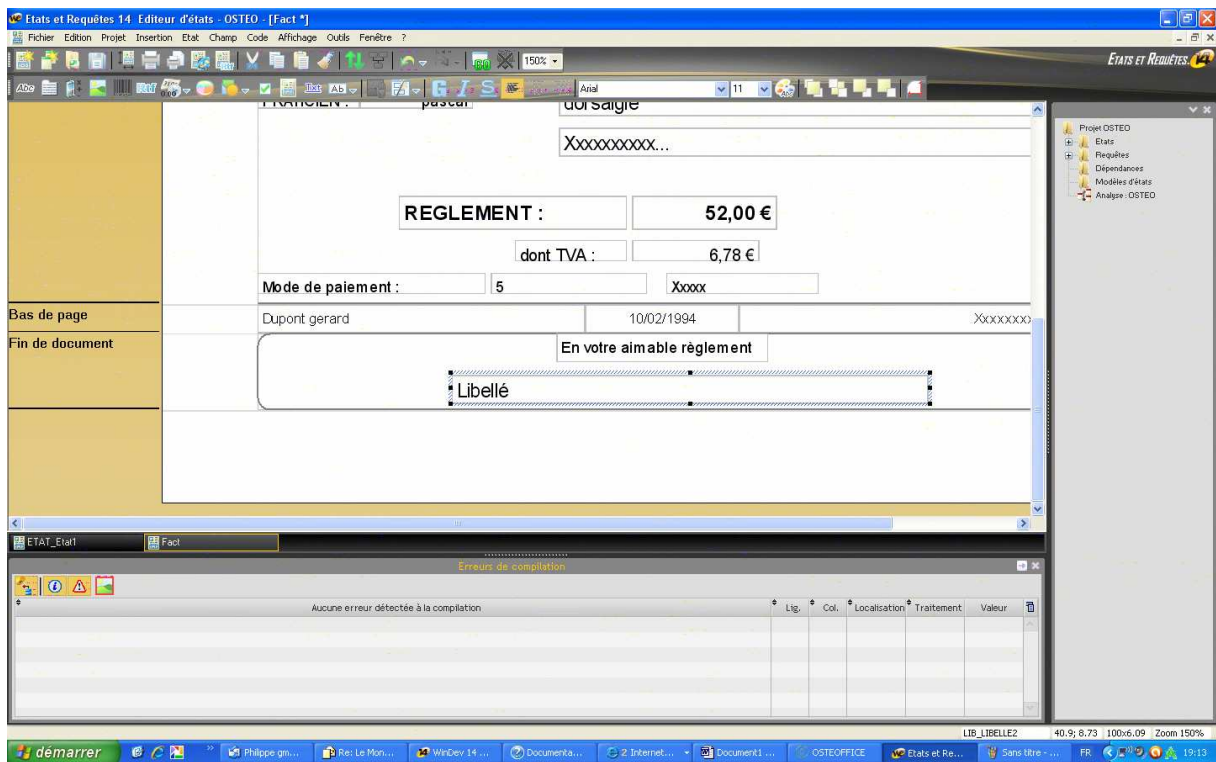 Etats et Requêtes 14 Editeur d'états - OSTEO - [Fact *]
Fichier Edition Projet Insertion Etat Champ Code Affichage Outils Fenêtre ?
150%
ETATS ET REQUÊTES. 14
Arial 11
PRATICIEN : pascal dorsalgie
Xxxxxxxxxx...
REGLEMENT : 52,00 €
dont TVA : 6,78 €
Mode de paiement : 5 Xxxxx
Bas de page
Dupont gerard 10/02/1994 Xxxxxxxx
Fin de document
En votre aimable règlement
Libellé
Projet OSTEO
Etats
Requêtes
Dépendances
Modèles d'états
Analyse : OSTEO
ETAT_Etat1 Fact
Erreurs de compilation
Aucune erreur détectée à la compilation Lig. Col. Localisation Traitement Valeur
LIB_LIBELLE2 40.9; 8.73 100x6.09 Zoom 150%
démarrer Philippe gm... Re: Le Mon... WinDev 14 ... Documenta... 2 Internet... Document1 ... OSTEOFFICE Etats et Re... Sans titre - ... FR 19:13